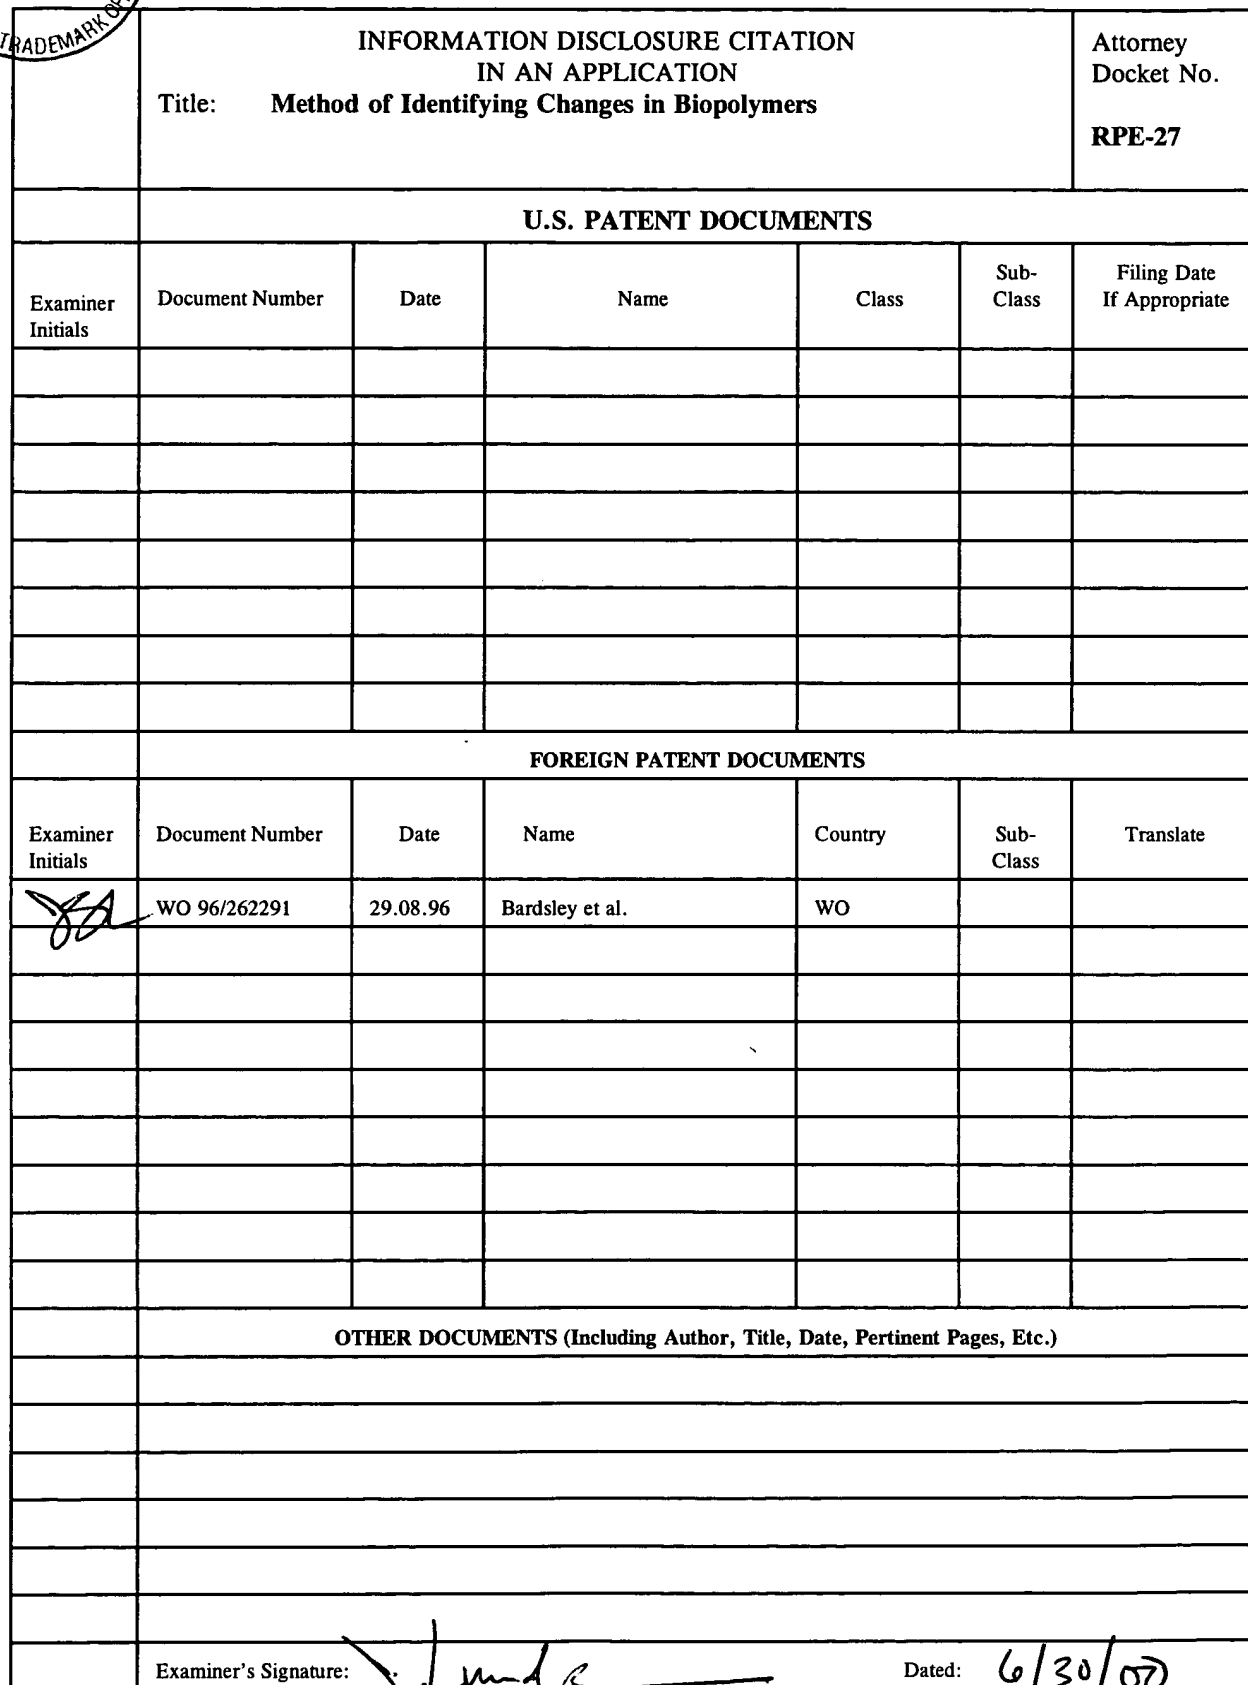 TRADEMARK
INFORMATION DISCLOSURE CITATION
IN AN APPLICATION
Title: Method of Identifying Changes in Biopolymers
Attorney
Docket No.
RPE-27
U.S. PATENT DOCUMENTS
Examiner
Initials
Document Number
Date
Name
Class
Sub-
Class
Filing Date
If Appropriate
FOREIGN PATENT DOCUMENTS
Examiner
Initials
Document Number
Date
Name
Country
Sub-
Class
Translate
WO 96/262291 29.08.96 Bardsley et al. WO
OTHER DOCUMENTS (Including Author, Title, Date, Pertinent Pages, Etc.)
Examiner's Signature:
Dated: 6/30/00